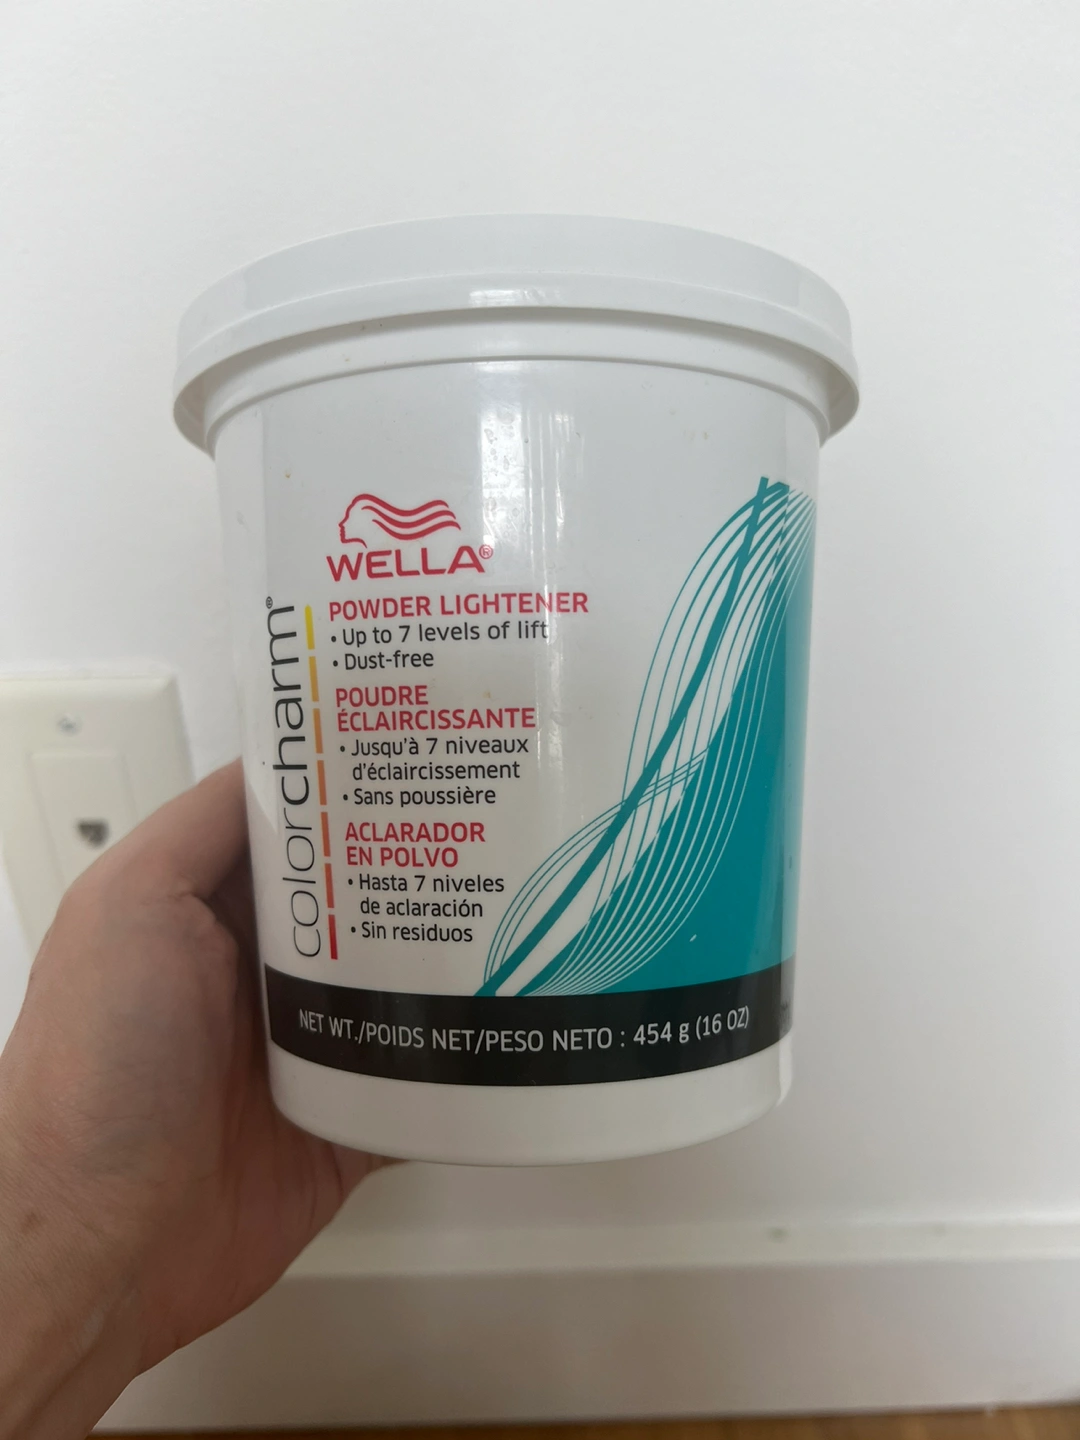 WELLA®
colorcharm®
POWDER LIGHTENER
• Up to 7 levels of lift
• Dust-free
POUDRE
ÉCLAIRCISSANTE
• Jusqu'à 7 niveaux
d'éclaircissement
• Sans poussière
ACLARADOR
EN POLVO
• Hasta 7 niveles
de aclaración
• Sin residuos
NET WT./POIDS NET/PESO NETO : 454 g (16 OZ)